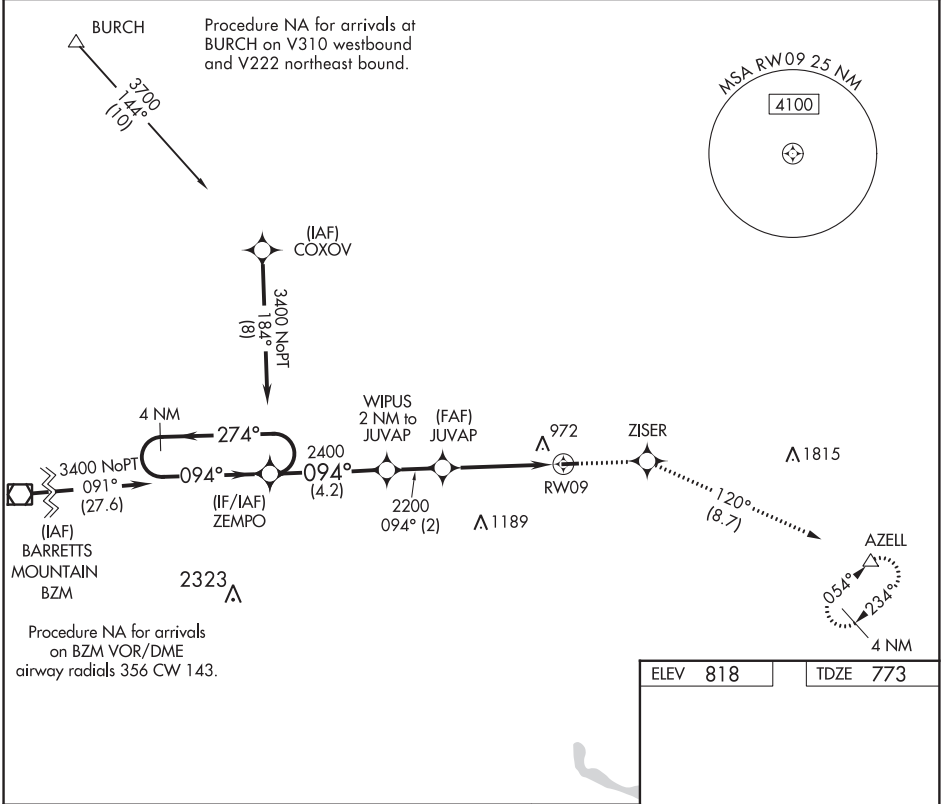 BURCH
Procedure NA for arrivals at
BURCH on V310 westbound
and V222 northeast bound.
3700
144°
(10)
MSA RW09 25 NM
4100
(IAF)
COXOV
3400 NoPT
184°
(8)
4 NM
274°
094°
3400 NoPT
091°
(27.6)
(IAF)
BARRETTS
MOUNTAIN
BZM
(IF/IAF)
ZEMPO
2400
094°
(4.2)
WIPUS
2 NM to
JUVAP
(FAF)
JUVAP
2200
094° (2)
972
RW09
1189
ZISER
1815
120°
(8.7)
AZELL
054°
234°
4 NM
2323
Procedure NA for arrivals
on BZM VOR/DME
airway radials 356 CW 143.
ELEV 818
TDZE 773